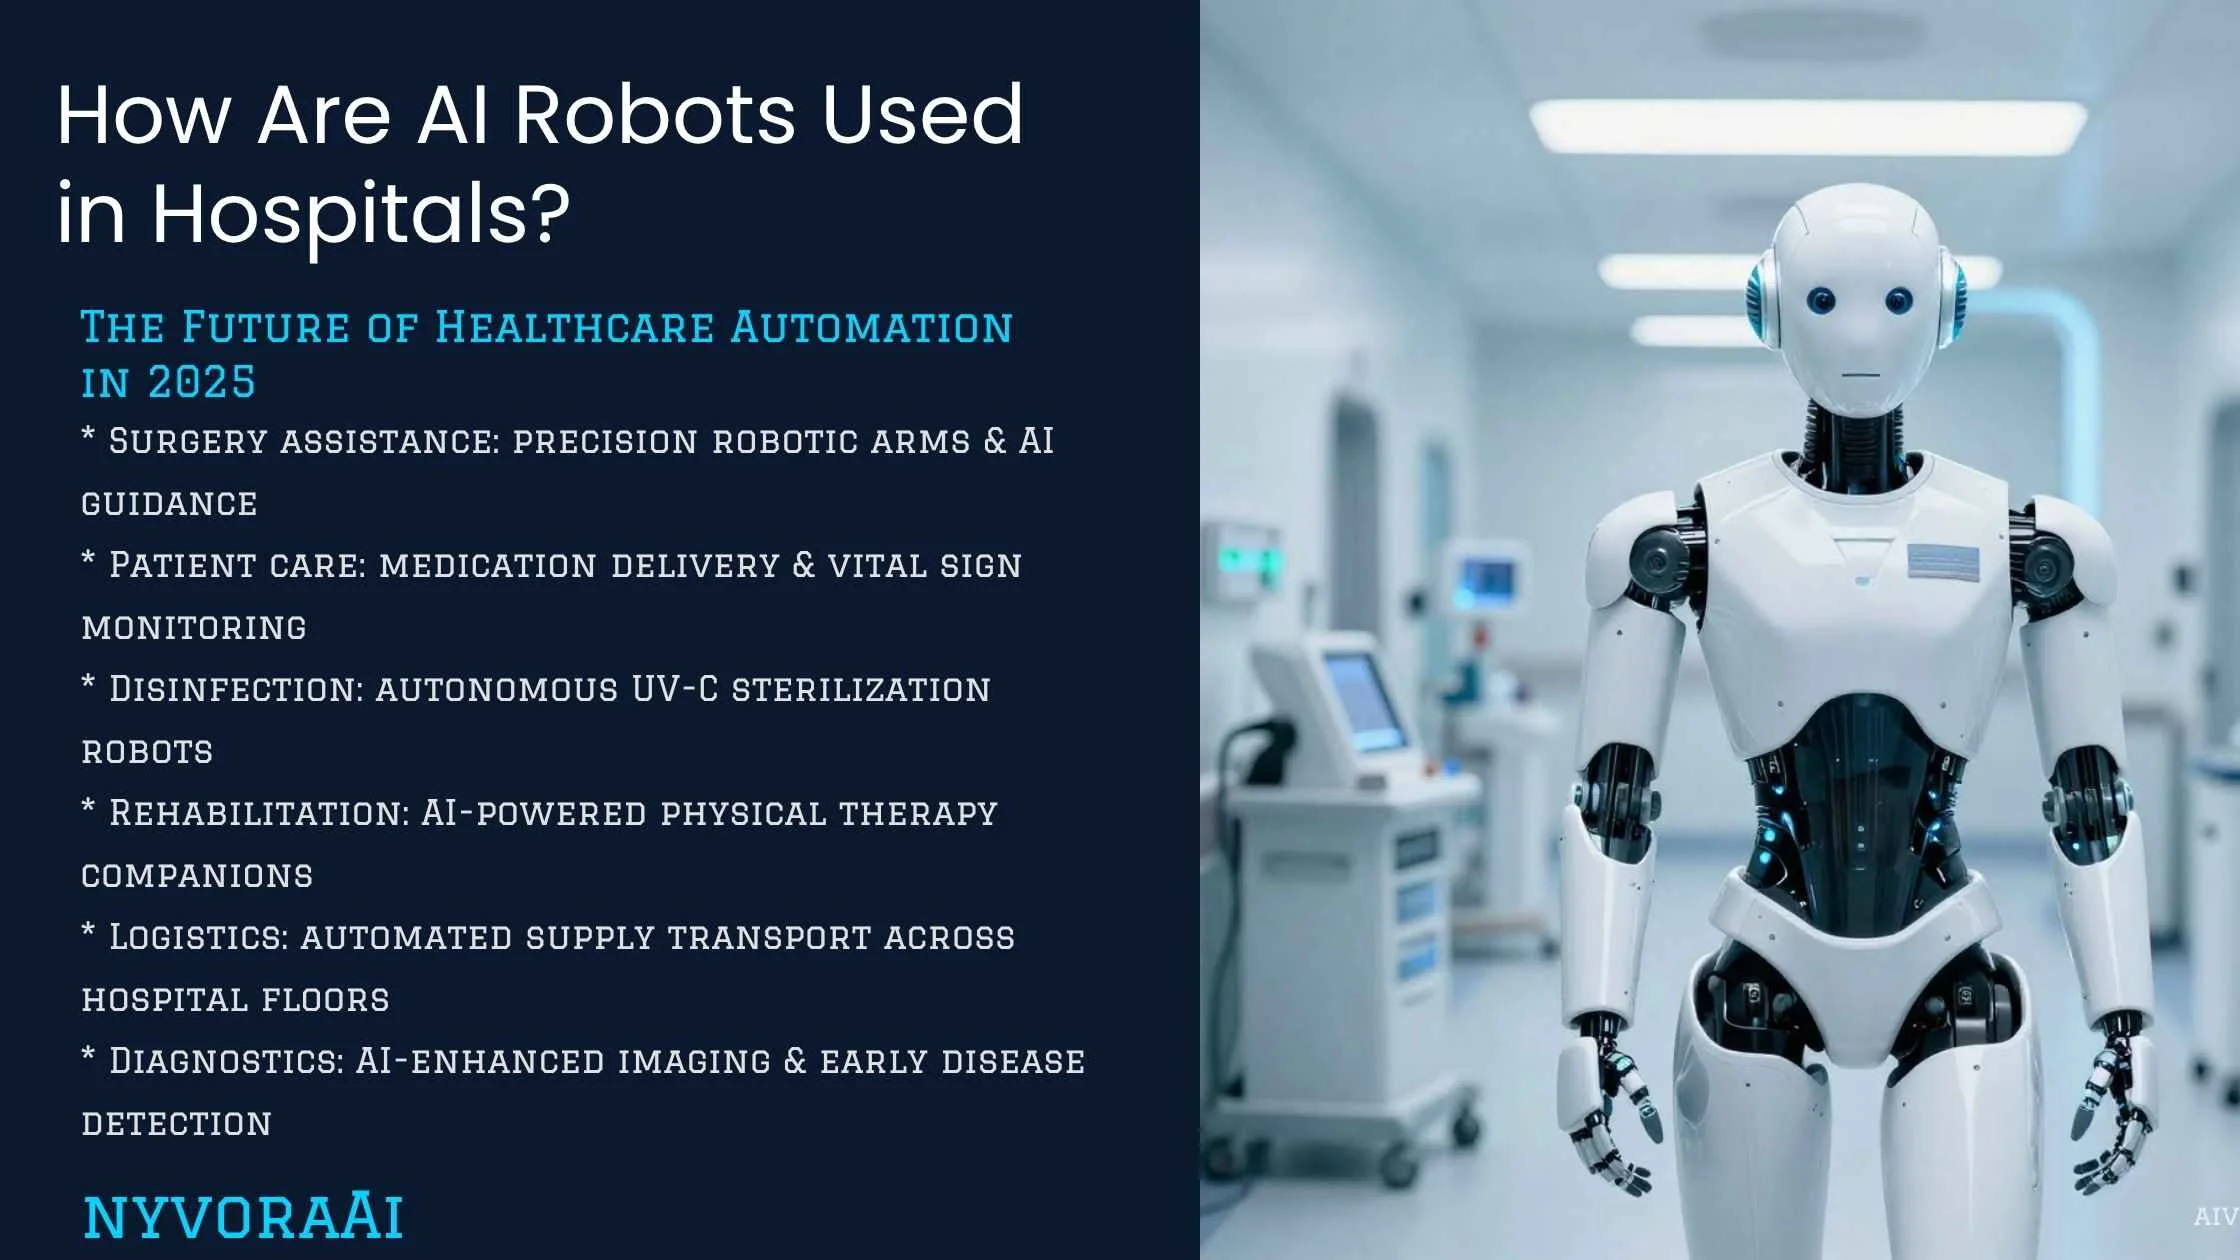 How Are AI Robots Used
in Hospitals?
The Future of Healthcare Automation
in 2025
* Surgery assistance: precision robotic arms & AI
guidance
* Patient care: medication delivery & vital sign
monitoring
* Disinfection: autonomous UV-C sterilization
robots
* Rehabilitation: AI-powered physical therapy
companions
* Logistics: automated supply transport across
hospital floors
* Diagnostics: AI-enhanced imaging & early disease
detection
nyvoraAi
AIV